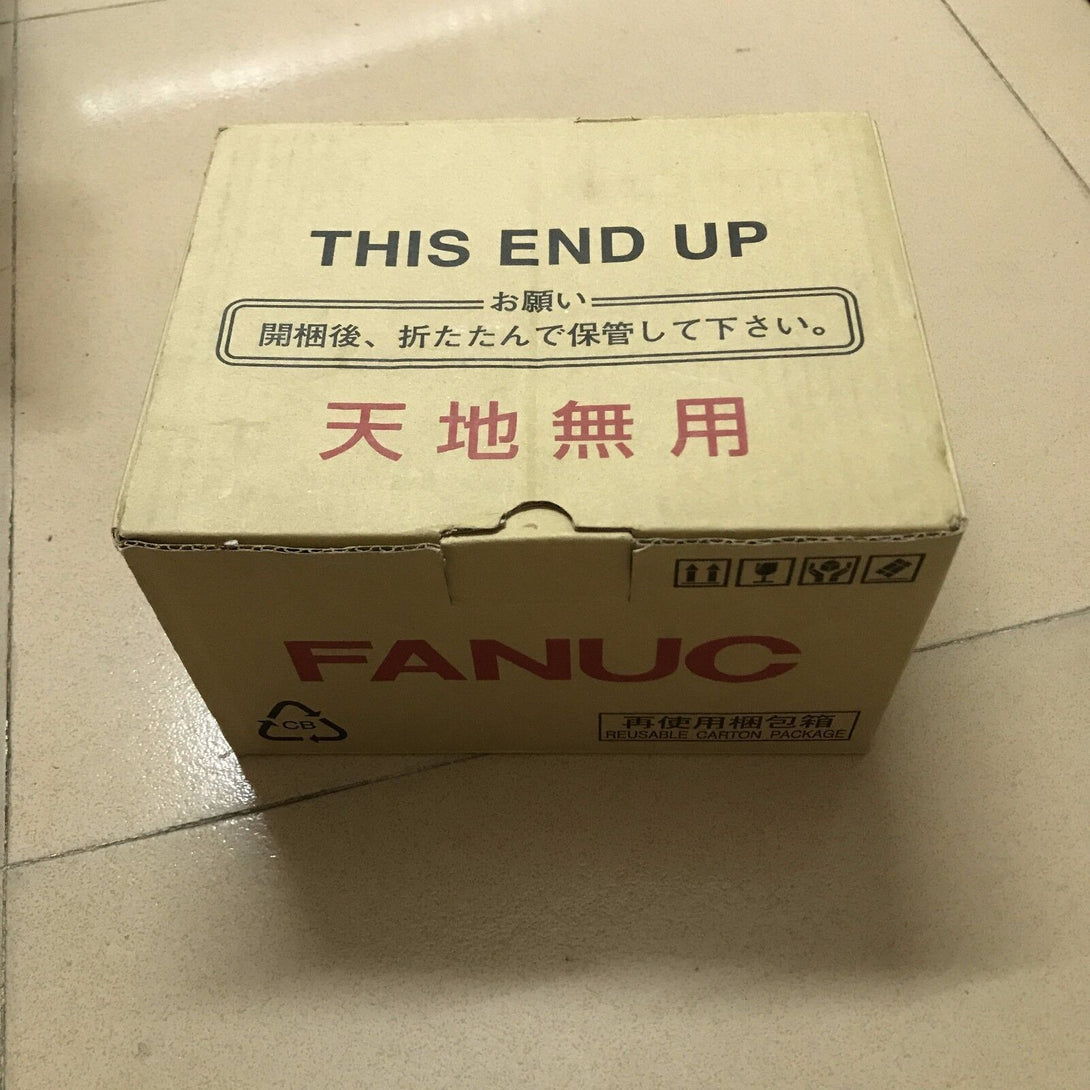 THIS END UP
お願い
開梱後、折たたんで保管して下さい。
天地無用
FANUC
CB
再使用梱包箱
REUSABLE CARTON PACKAGE